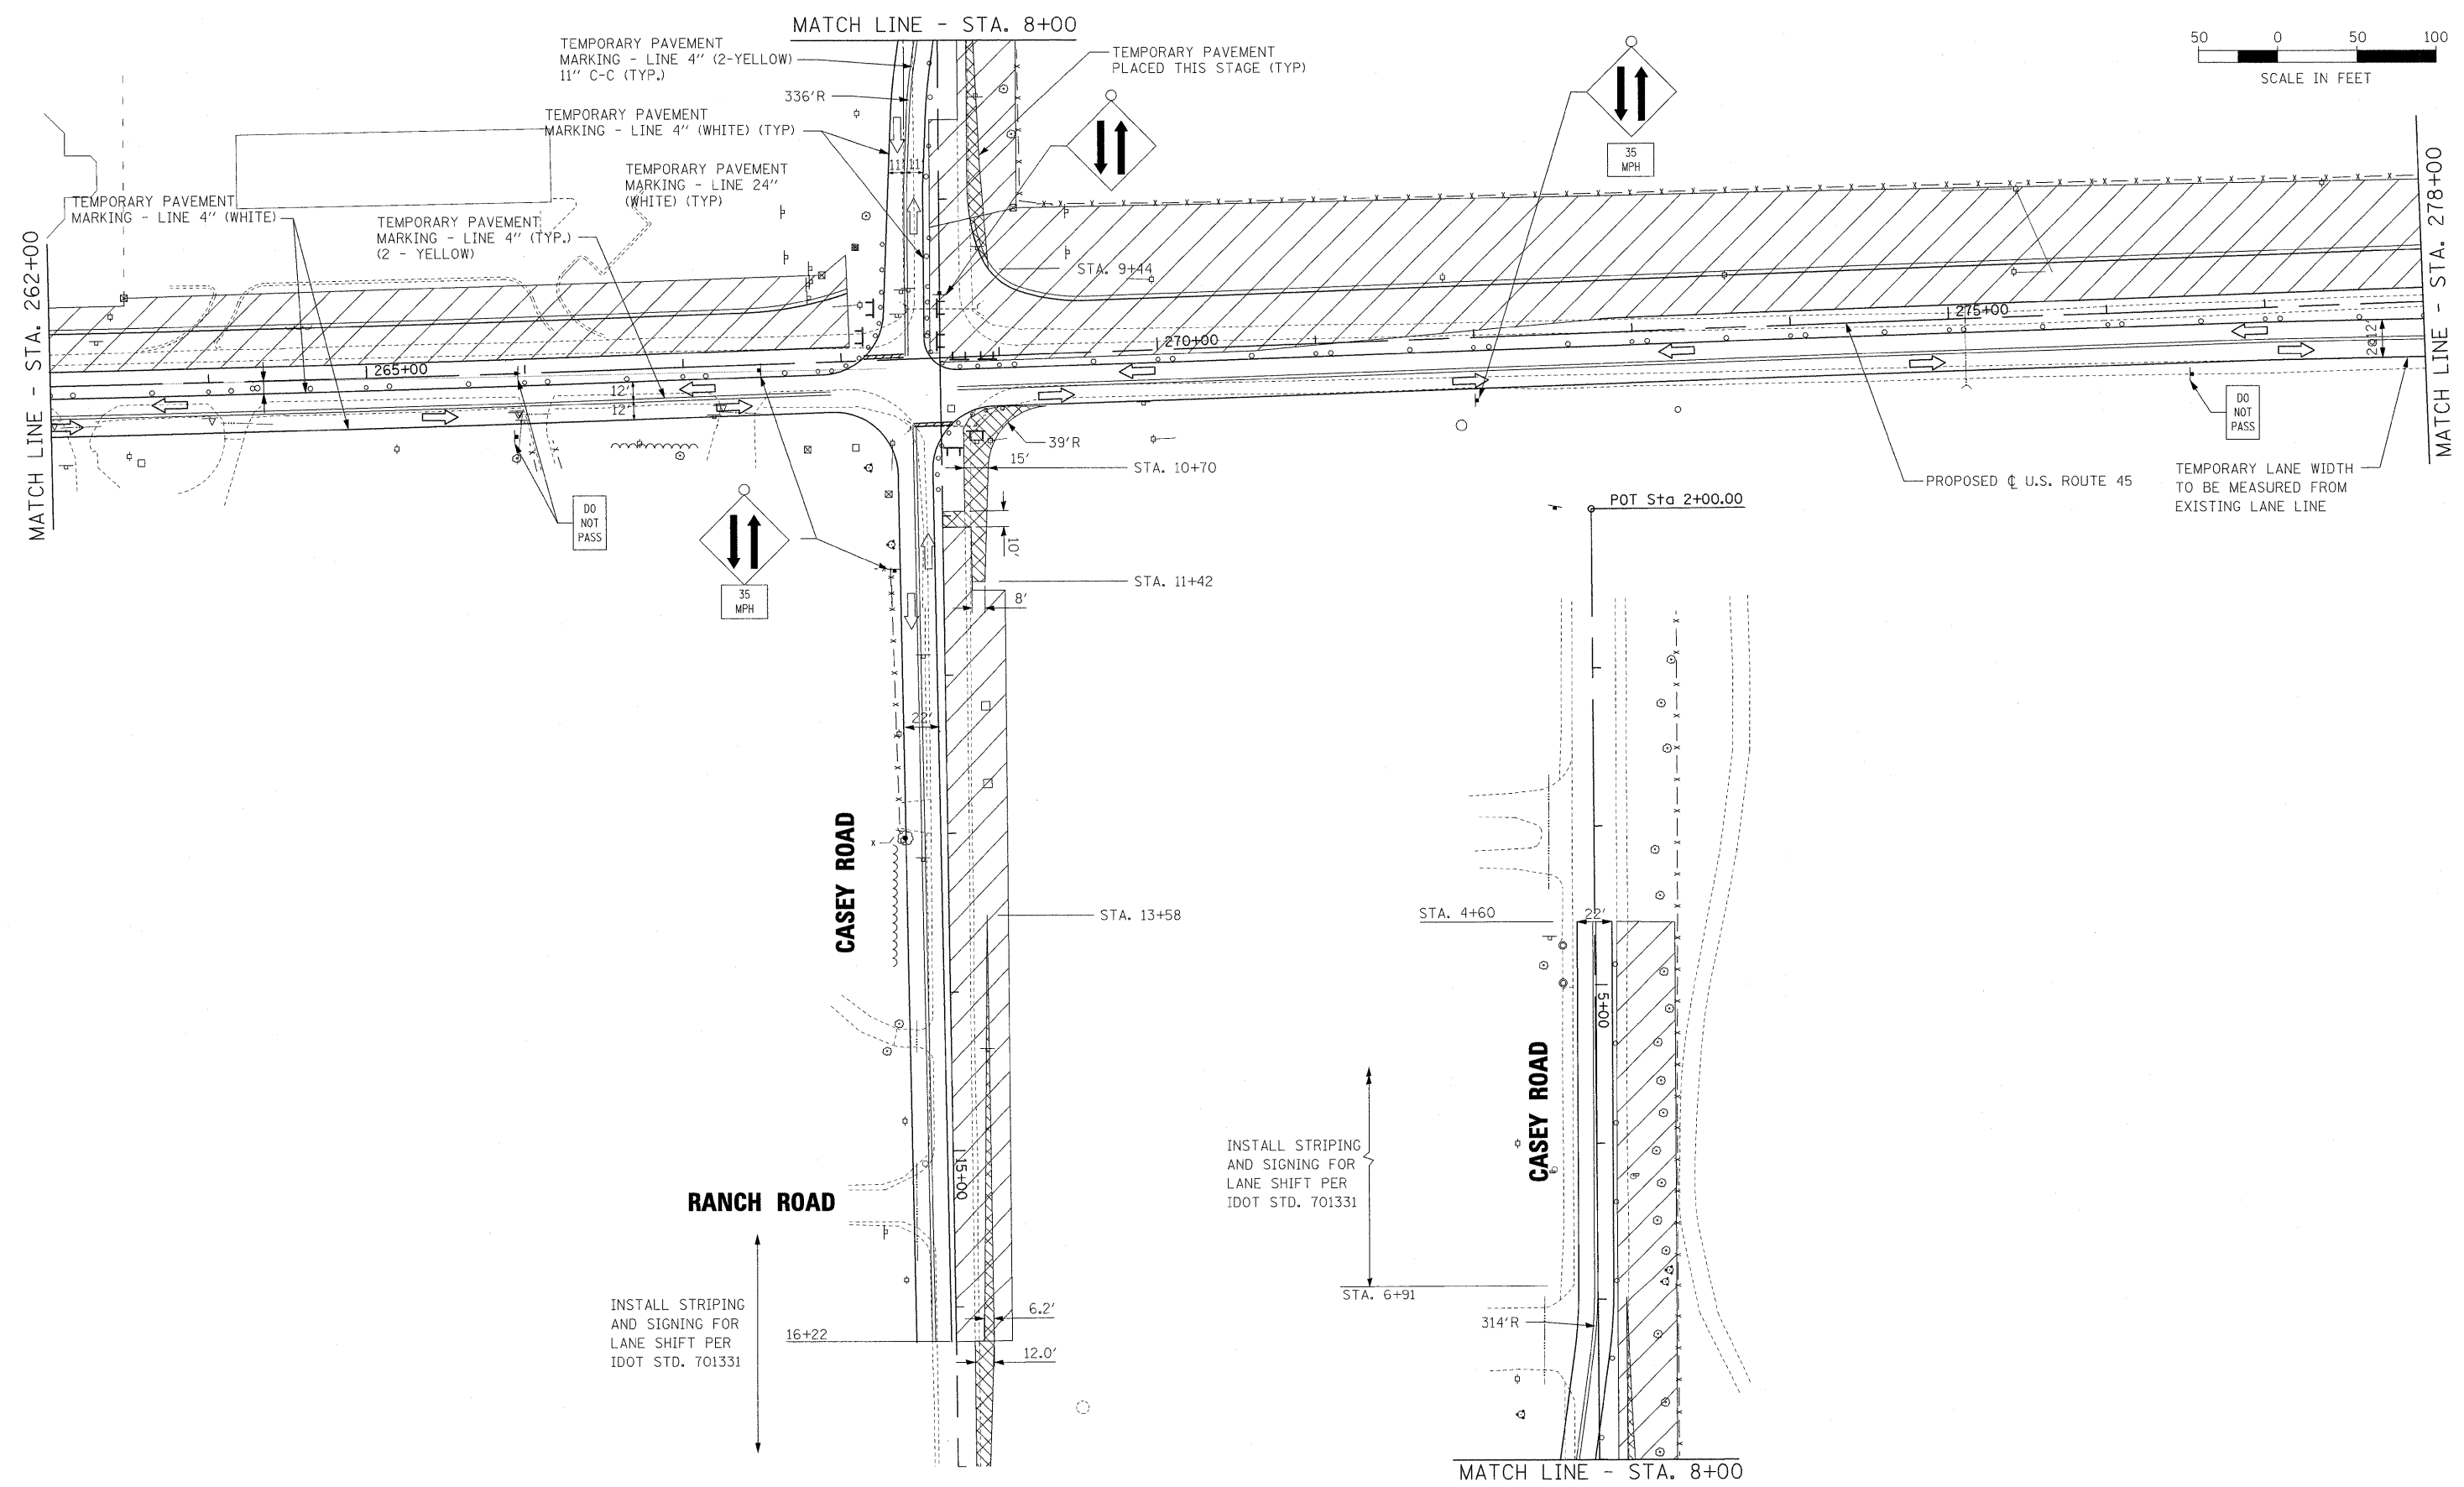 MATCH LINE - STA. 8+00
TEMPORARY PAVEMENT
MARKING - LINE 4" (2-YELLOW)
11" C-C (TYP.)
336'R
TEMPORARY PAVEMENT
MARKING - LINE 4" (WHITE) (TYP)
TEMPORARY PAVEMENT
MARKING - LINE 24"
(WHITE) (TYP)
TEMPORARY PAVEMENT
MARKING - LINE 4" (WHITE)
TEMPORARY PAVEMENT
MARKING - LINE 4" (TYP.)
(2 - YELLOW)
TEMPORARY PAVEMENT
PLACED THIS STAGE (TYP)
11' 11'
35
MPH
50 0 50 100
SCALE IN FEET
MATCH LINE - STA. 262+00
MATCH LINE - STA. 278+00
STA. 9+44
265+00
270+00
275+00
12'
12'
2@12'
39'R
15'
STA. 10+70
10'
STA. 11+42
8'
DO
NOT
PASS
35
MPH
DO
NOT
PASS
PROPOSED ℄ U.S. ROUTE 45
TEMPORARY LANE WIDTH
TO BE MEASURED FROM
EXISTING LANE LINE
POT Sta 2+00.00
22'
CASEY ROAD
STA. 13+58
15+00
RANCH ROAD
INSTALL STRIPING
AND SIGNING FOR
LANE SHIFT PER
IDOT STD. 701331
16+22
6.2'
12.0'
STA. 4+60
22'
5+00
CASEY ROAD
INSTALL STRIPING
AND SIGNING FOR
LANE SHIFT PER
IDOT STD. 701331
STA. 6+91
314'R
MATCH LINE - STA. 8+00